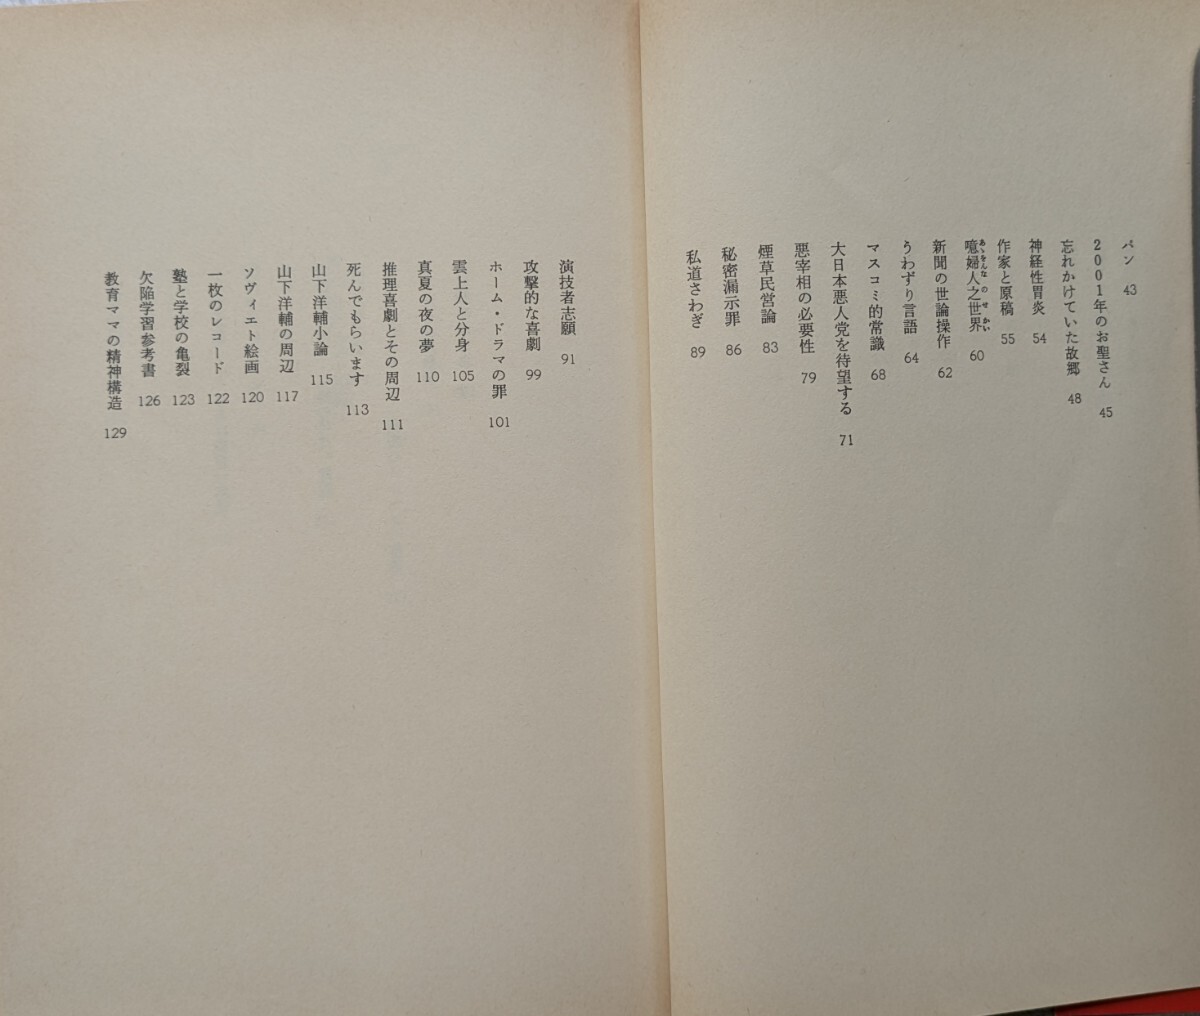 パン 43
2001年のお聖さん 45
忘れかけていた故郷 48
神経性胃炎 54
作家と原稿 55
噫婦人之世界 60
ああをんなのせかい
新聞の世論操作 62
うわずり言語 64
マスコミ的常識 68
大日本悪人党を待望する 71
悪宰相の必要性 79
煙草民営論 83
秘密漏示罪 86
私道さわぎ 89
演技者志願 91
攻撃的な喜劇 99
ホーム・ドラマの罪 101
雲上人と分身 105
真夏の夜の夢 110
推理喜劇とその周辺 111
死んでもらいます 113
山下洋輔小論 115
山下洋輔の周辺 117
ソヴィエト絵画 120
一枚のレコード 122
塾と学校の亀裂 123
欠陥学習参考書 126
教育ママの精神構造 129